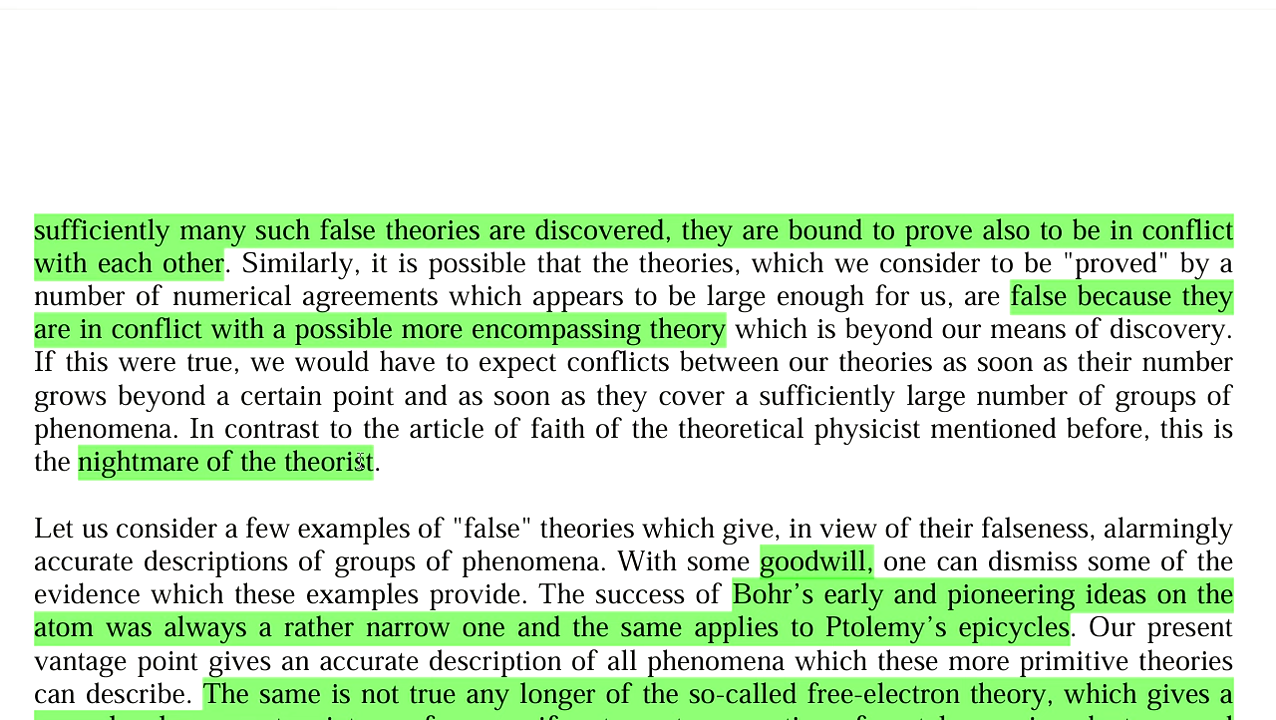 sufficiently many such false theories are discovered, they are bound to prove also to be in conflict
with each other. Similarly, it is possible that the theories, which we consider to be "proved" by a
number of numerical agreements which appears to be large enough for us, are false because they
are in conflict with a possible more encompassing theory which is beyond our means of discovery.
If this were true, we would have to expect conflicts between our theories as soon as their number
grows beyond a certain point and as soon as they cover a sufficiently large number of groups of
phenomena. In contrast to the article of faith of the theoretical physicist mentioned before, this is
the nightmare of the theorist.
Let us consider a few examples of "false" theories which give, in view of their falseness, alarmingly
accurate descriptions of groups of phenomena. With some goodwill, one can dismiss some of the
evidence which these examples provide. The success of Bohr’s early and pioneering ideas on the
atom was always a rather narrow one and the same applies to Ptolemy’s epicycles. Our present
vantage point gives an accurate description of all phenomena which these more primitive theories
can describe. The same is not true any longer of the so-called free-electron theory, which gives a